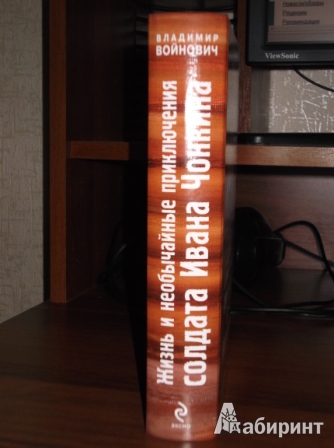 ВЛАДИМИР
ВОЙНОВИЧ
Жизнь и необычайные приключения
солдата Ивана Чонкина
ЭКСМО
ViewSonic
Лабиринт